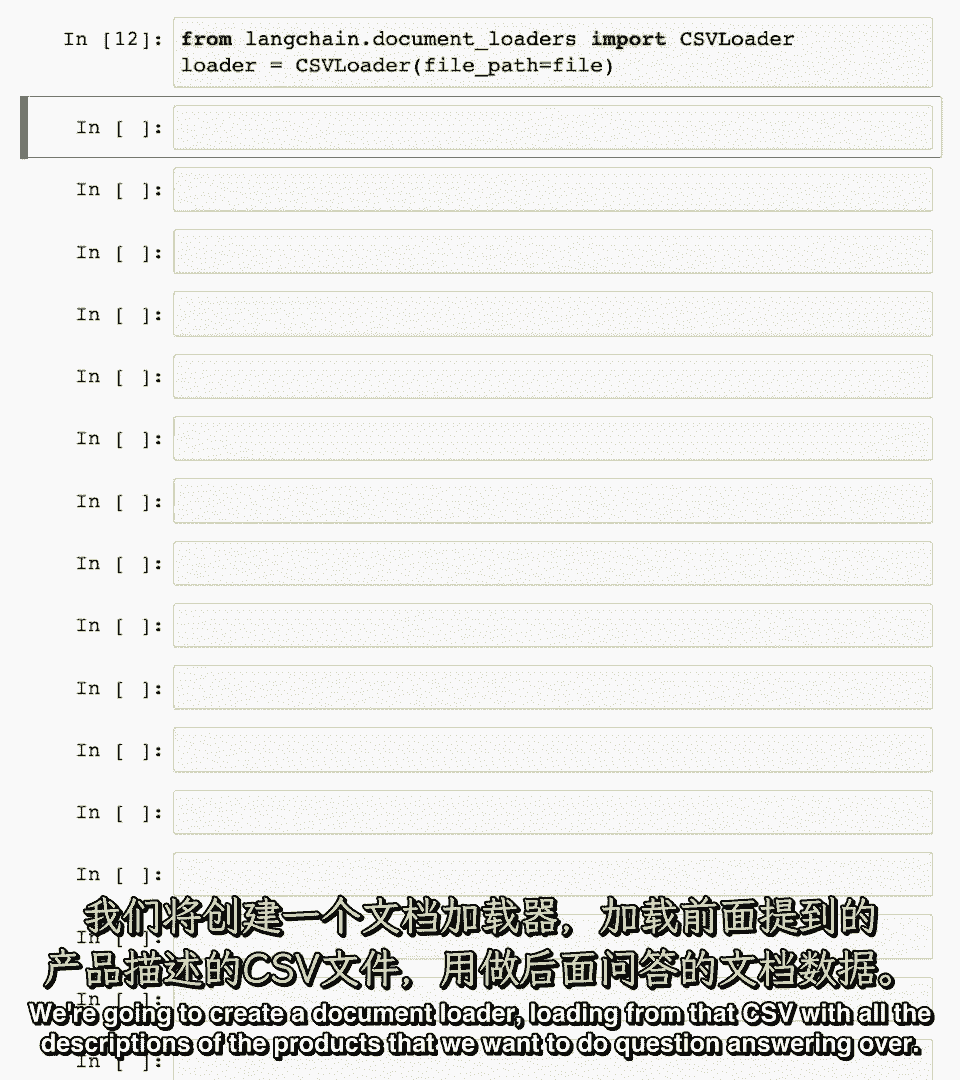 In [12]: from langchain.document_loaders import CSVLoader
loader = CSVLoader(file_path=file)
In [ ]:
In [ ]:
In [ ]:
In [ ]:
In [ ]:
In [ ]:
In [ ]:
In [ ]:
In [ ]:
In [ ]:
In [ ]:
In [ ]:
In [ ]:
In [ ]:
我们将创建一个文档加载器，加载前面提到的
In [ ]:
产品描述的CSV文件，用做后面问答的文档数据。
In [ ]:
We're going to create a document loader, loading from that CSV with all the
descriptions of the products that we want to do question answering over.
In [ ]: